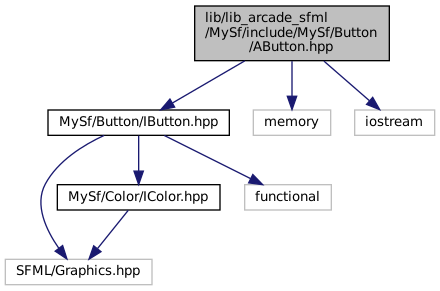 lib/lib_arcade_sfml
/MySf/include/MySf/Button
/AButton.hpp
MySf/Button/IButton.hpp
memory
iostream
MySf/Color/IColor.hpp
functional
SFML/Graphics.hpp